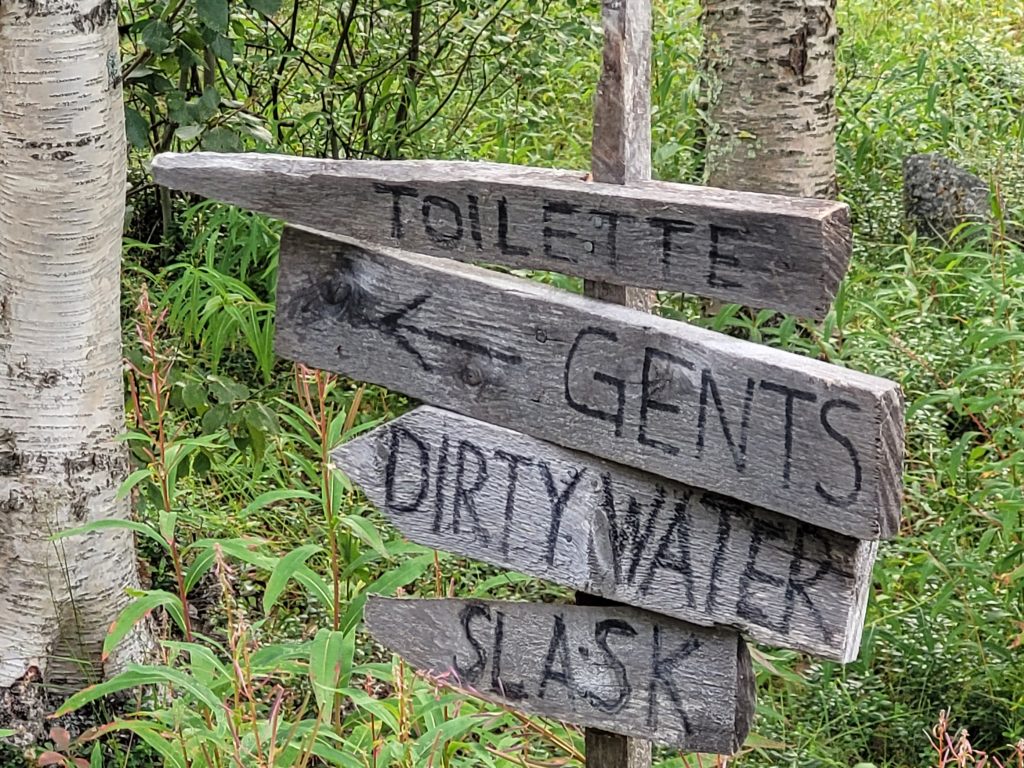 TOILETTE
← GENTS
DIRTY WATER
SLASK